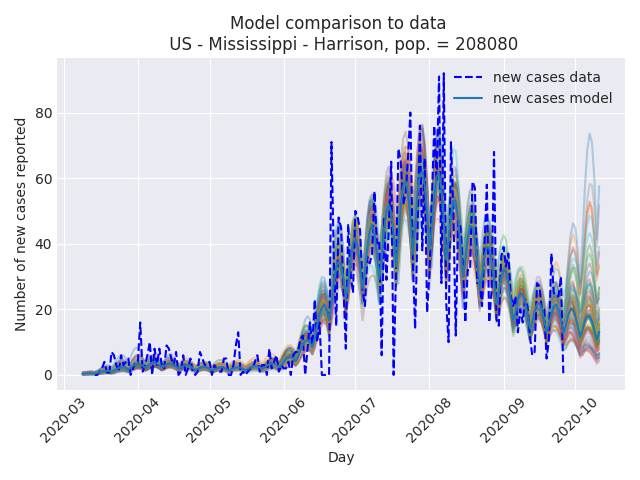 Model comparison to data
US - Mississippi - Harrison, pop. = 208080
new cases data
new cases model
Number of new cases reported
80
60
40
20
0
2020-03
2020-04
2020-05
2020-06
2020-07
2020-08
2020-09
2020-10
Day